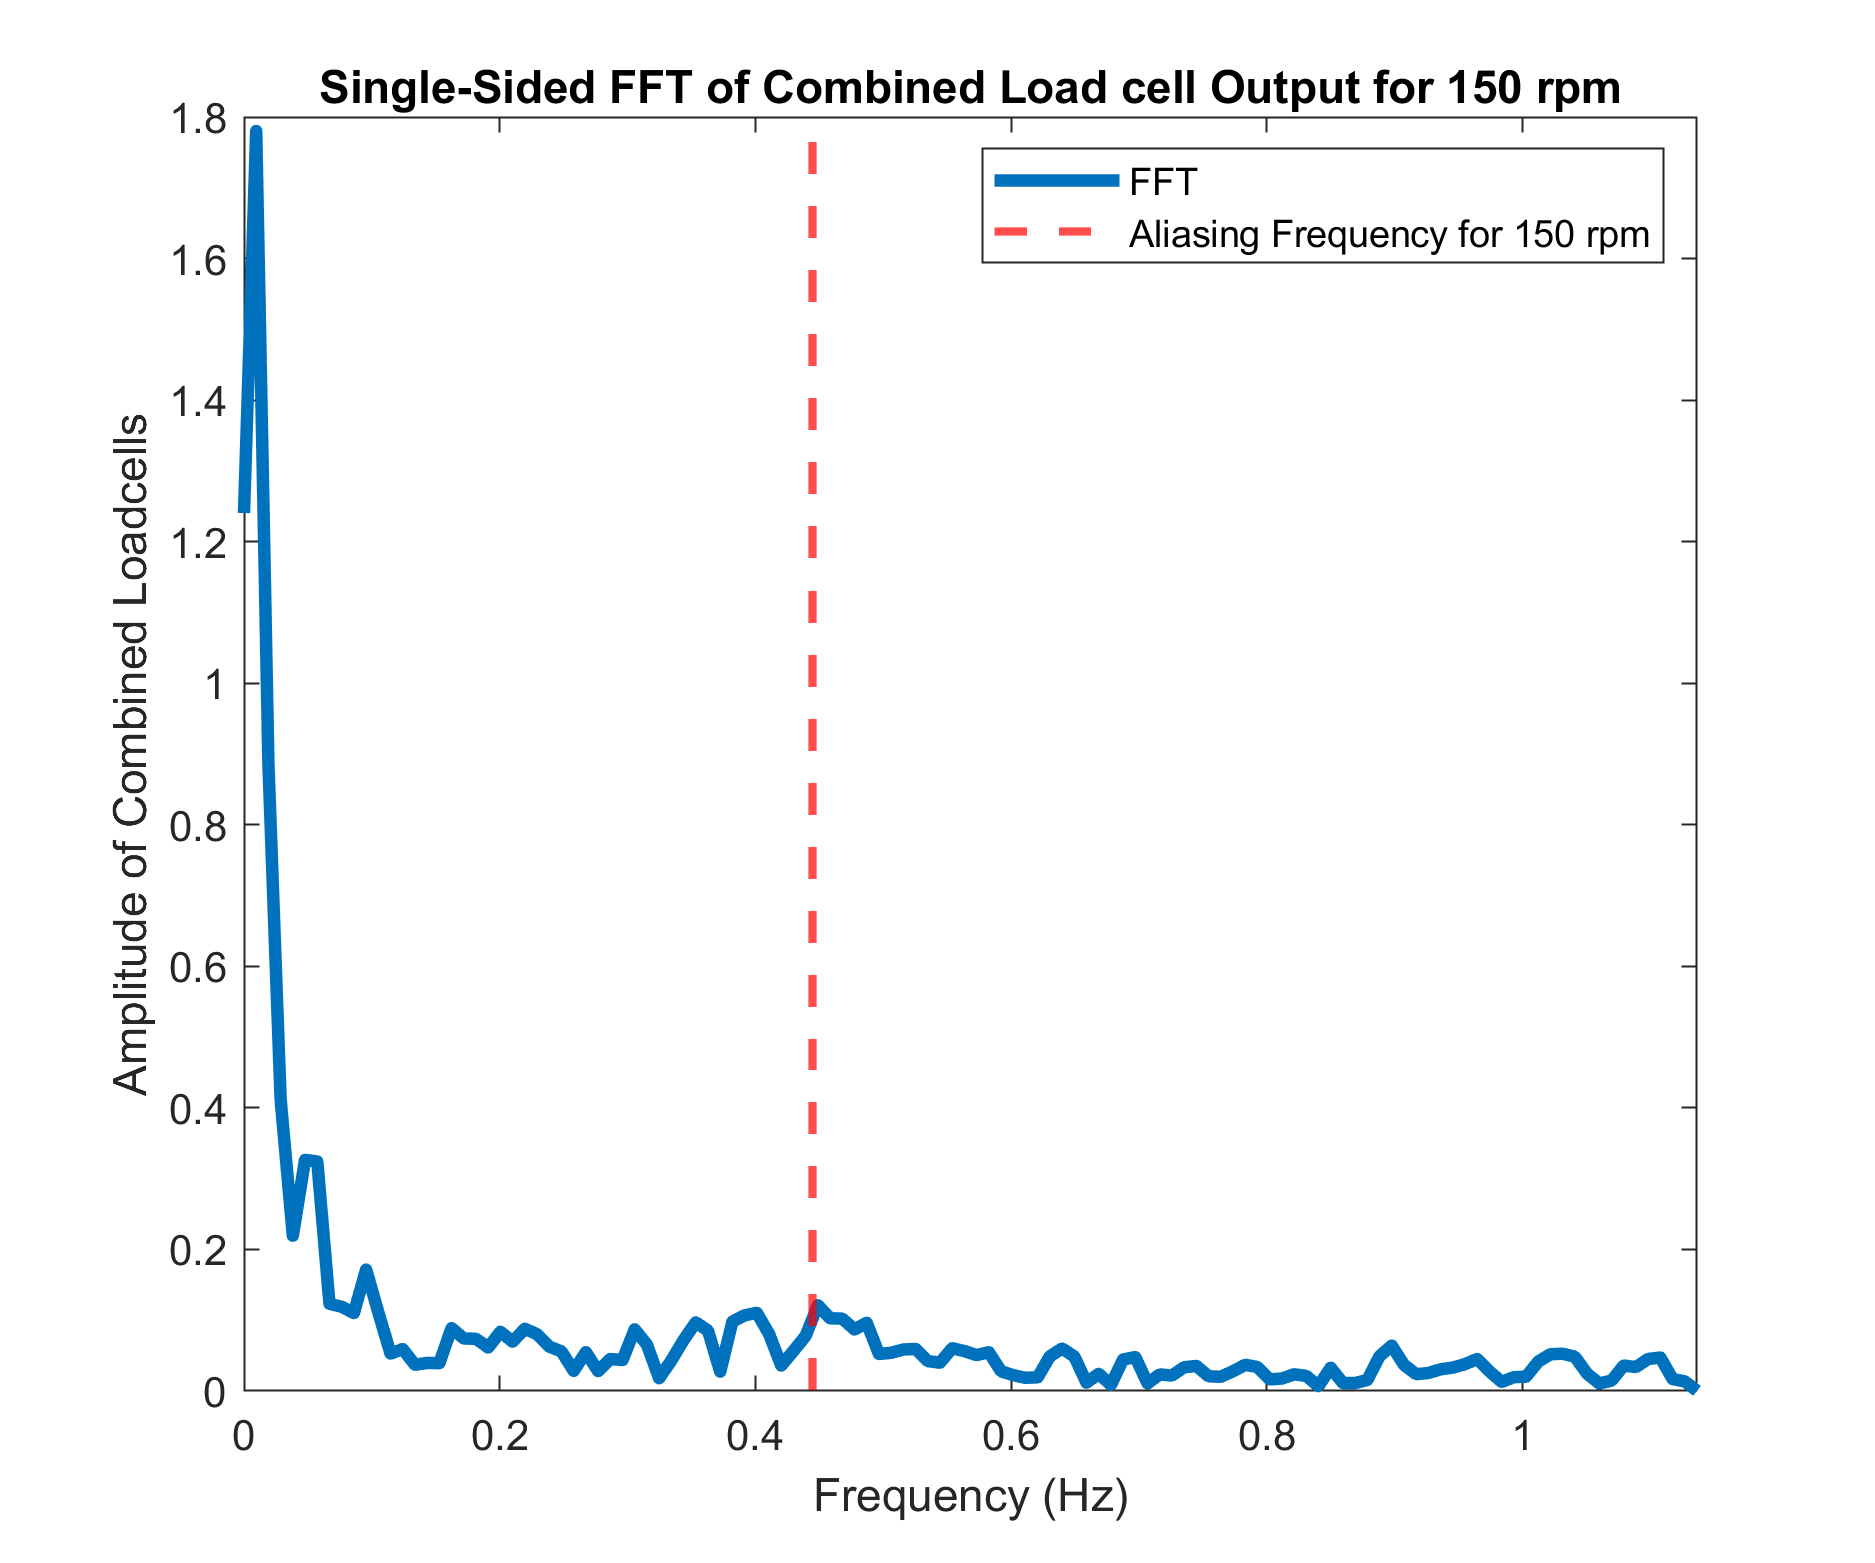 Single-Sided FFT of Combined Load cell Output for 150 rpm
1.8
1.6
1.4
1.2
1
0.8
0.6
0.4
0.2
0
Amplitude of Combined Loadcells
FFT
Aliasing Frequency for 150 rpm
0 0.2 0.4 0.6 0.8 1
Frequency (Hz)